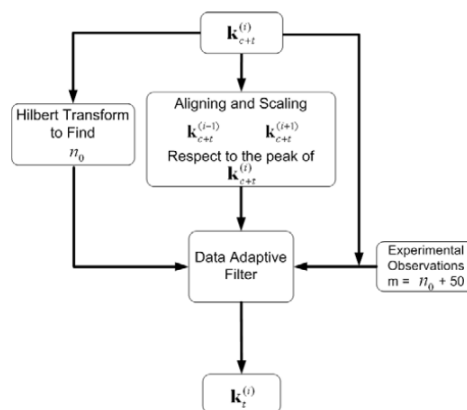 k_{c+t}^{(i)}
Hilbert Transform
to Find
n_0
Aligning and Scaling
k_{c+t}^{(i-1)} k_{c+t}^{(i+1)}
Respect to the peak of
k_{c+t}^{(i)}
Data Adaptive
Filter
Experimental
Observations
m = n_0 + 50
k_t^{(i)}